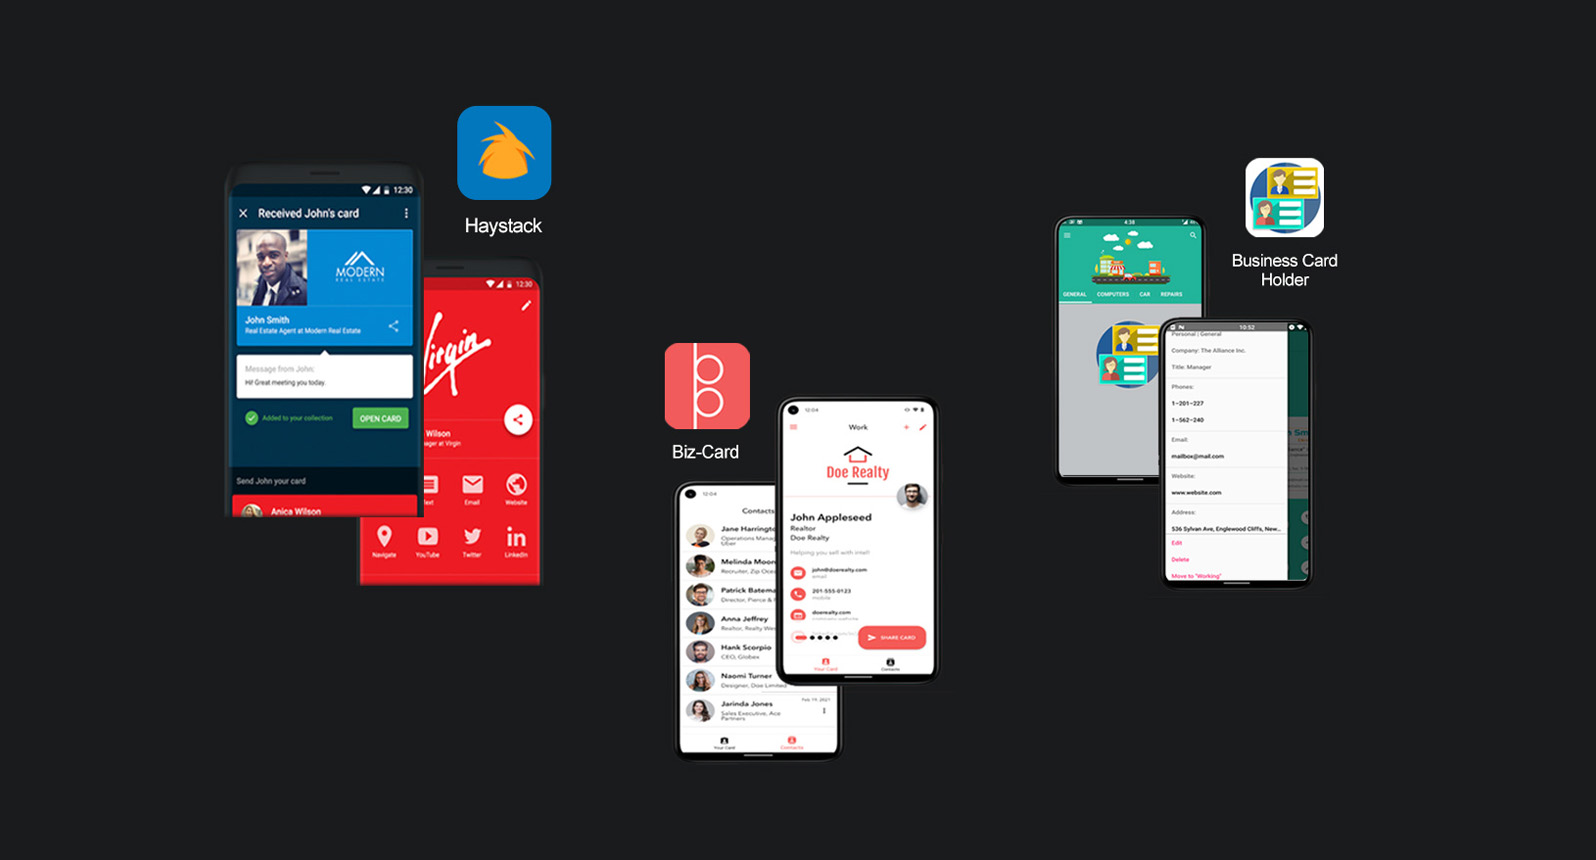 Haystack
12:30
Received John's card
MODERN
REAL ESTATE
John Smith
Real Estate Agent at Modern Real Estate
Message from John:
Hi! Great meeting you today.
Added to your collection
OPEN CARD
Send John your card
Anica Wilson
12:30
Virgin
Wilson
at Virgin
Email
Website
Navigate
YouTube
Twitter
LinkedIn
Biz-Card
12:04
Contacts
Jane Harringt
Operations Manag
Uber
Melinda Moon
Recruiter, Zip Oce
Patrick Batema
Director, Pierce &
Anna Jeffrey
Realtor, Realty We
Hank Scorpio
CEO, Globex
Naomi Turner
Designer, Doe Limited
Feb 19, 2021
Jarinda Jones
Sales Executive, Ace
Partners
Your Card
Contacts
12:04
Work
Doe Realty
John Appleseed
Realtor
Doe Realty
Helping you sell with intel!
john@doerealty.com
email
201-555-0123
mobile
doerealty.com
company website
SHARE CARD
Your Card
Contacts
Business Card
Holder
4:38
GENERAL
COMPUTERS
CAR
REPAIRS
10:52
Personal | General
Company: The Alliance Inc.
Title: Manager
Phones:
1-201-227
1-562-240
Email:
mailbox@mail.com
Website:
www.website.com
Address:
536 Sylvan Ave, Englewood Cliffs, New...
Edit
Delete
Move to "Working"